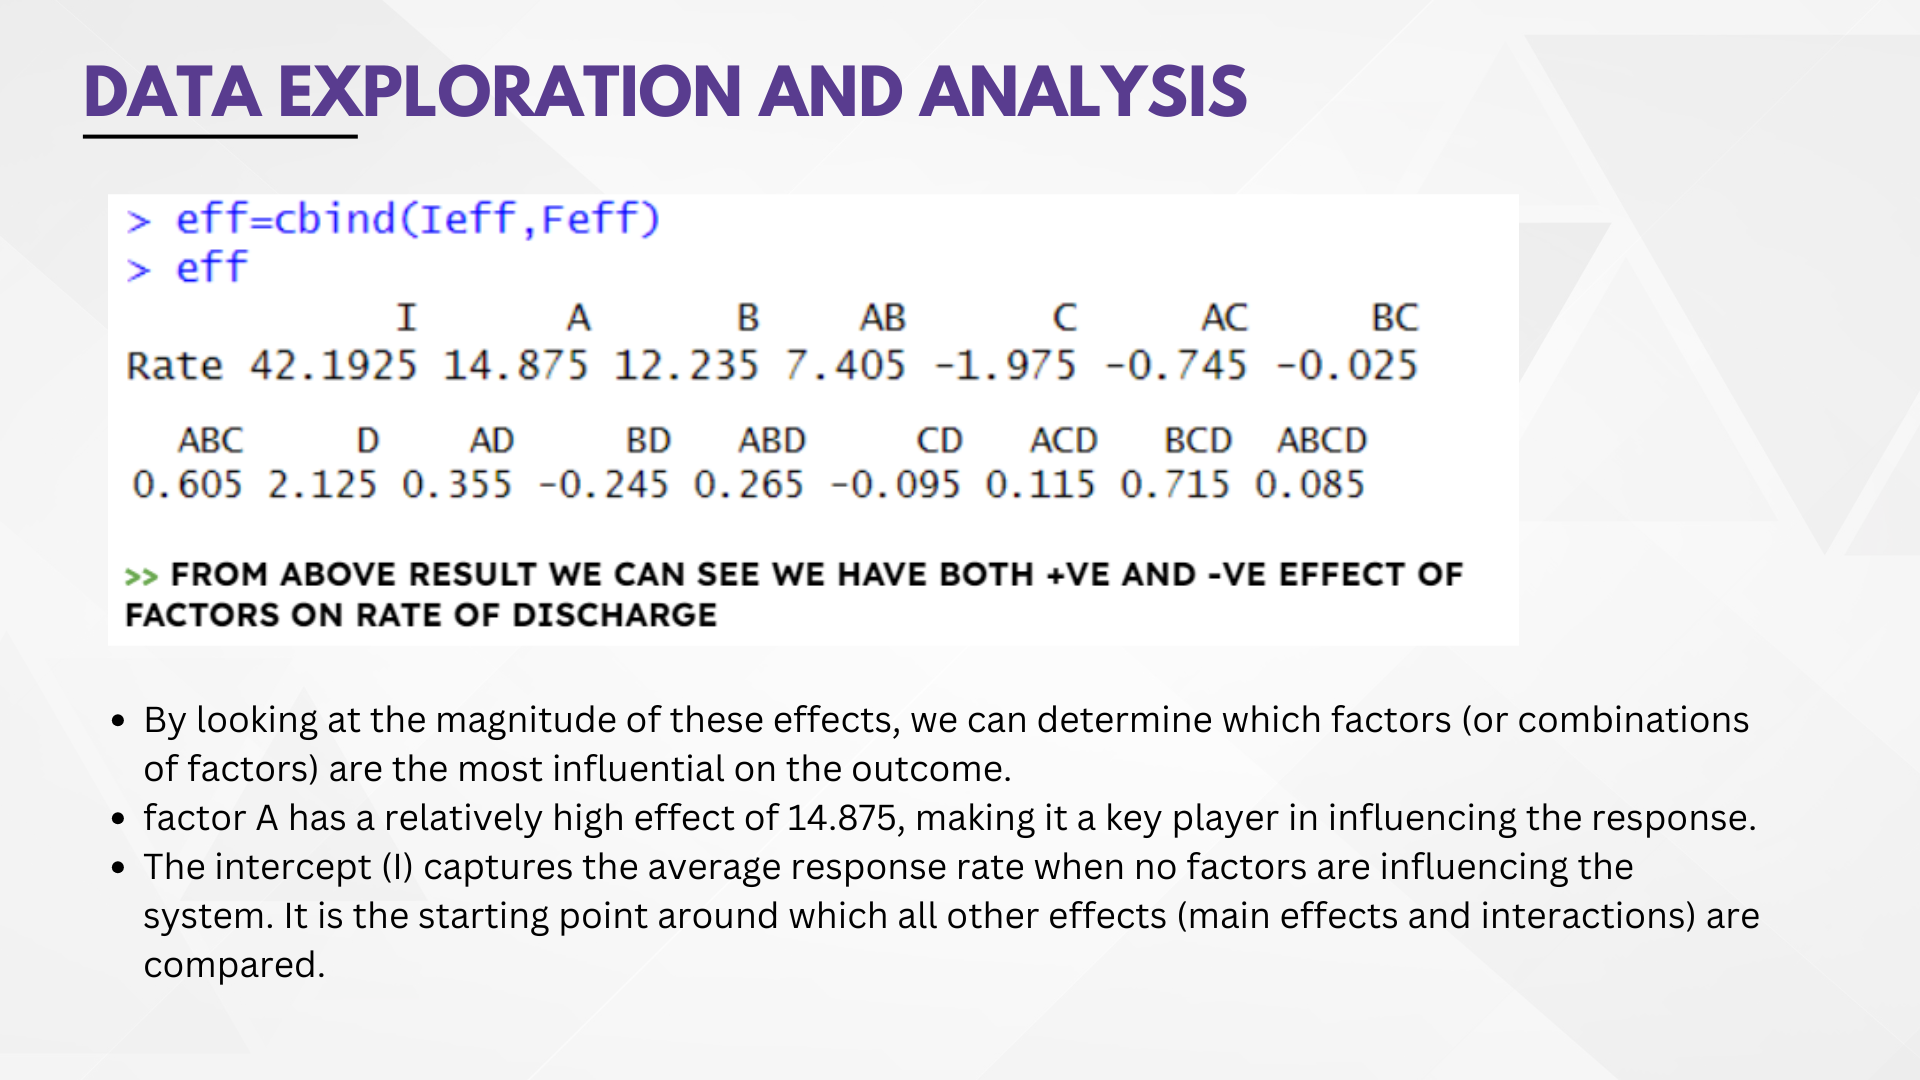 DATA EXPLORATION AND ANALYSIS
> eff=cbind(Ieff,Feff)
> eff
I A B AB C AC BC
Rate 42.1925 14.875 12.235 7.405 -1.975 -0.745 -0.025
ABC D AD BD ABD CD ACD BCD ABCD
0.605 2.125 0.355 -0.245 0.265 -0.095 0.115 0.715 0.085
>> FROM ABOVE RESULT WE CAN SEE WE HAVE BOTH +VE AND -VE EFFECT OF
FACTORS ON RATE OF DISCHARGE
• By looking at the magnitude of these effects, we can determine which factors (or combinations
of factors) are the most influential on the outcome.
• factor A has a relatively high effect of 14.875, making it a key player in influencing the response.
• The intercept (I) captures the average response rate when no factors are influencing the
system. It is the starting point around which all other effects (main effects and interactions) are
compared.